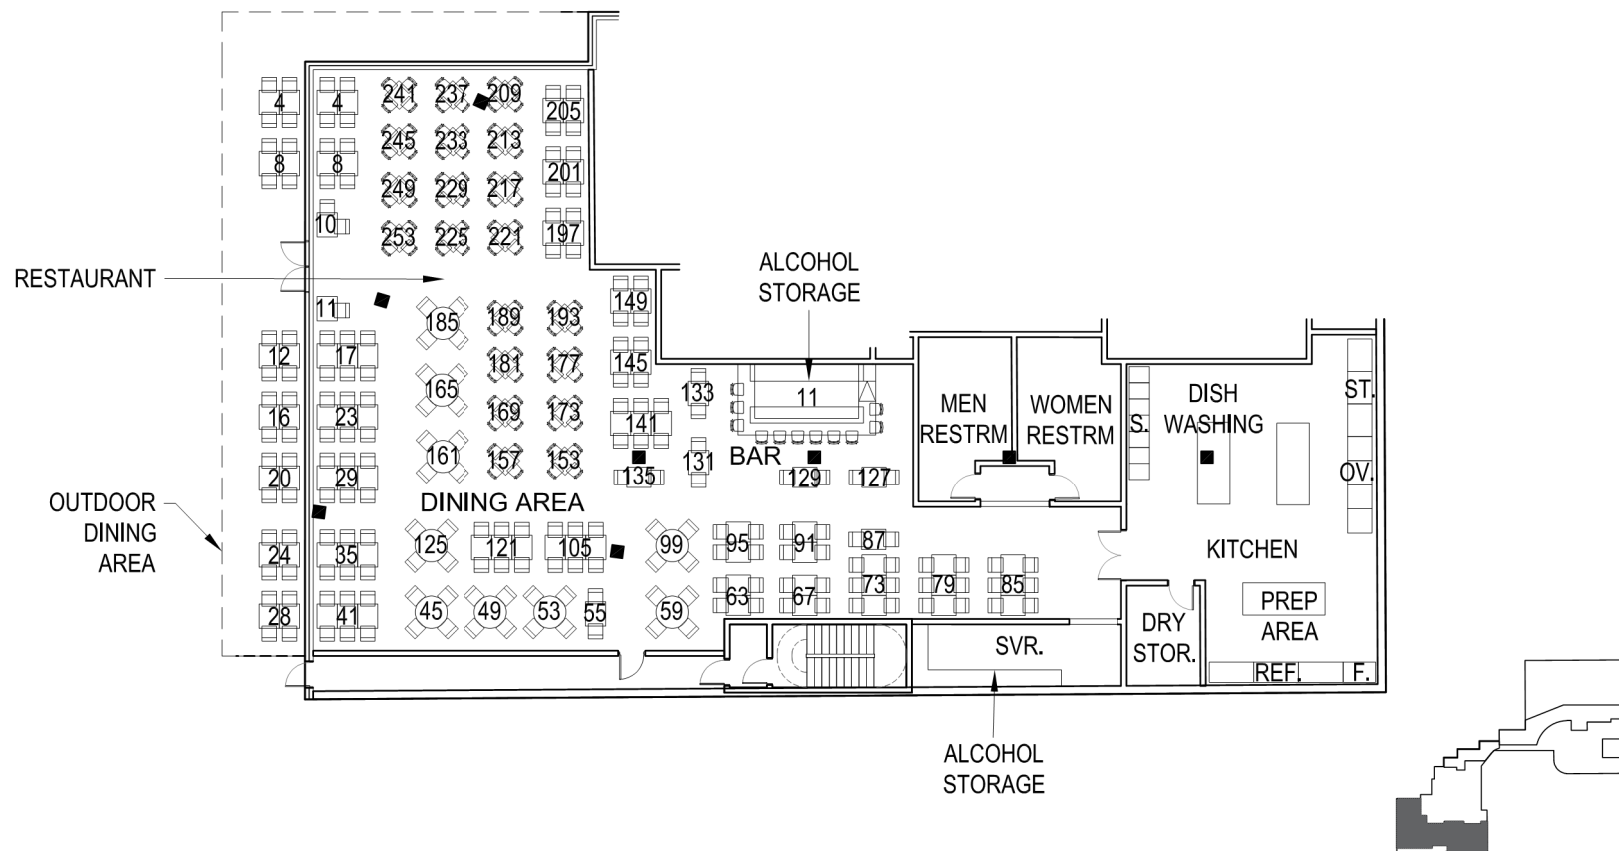 241 237 209
4 4 205
245 233 213
8 8 201
249 229 217
10 253 225 221 197
ALCOHOL
STORAGE
RESTAURANT
149
11 185 189 193
12 17 181 177 145
165 133 11
ST.
DISH
WASHING
MEN
RESTRM
WOMEN
RESTRM
S.
16 23 169 173 141
161 157 153 131 BAR
OV.
20 29 135 129 127
OUTDOOR
DINING
AREA
DINING AREA
24 35 125 121 105 99 95 91 87
KITCHEN
63 67 73 79 85
28 41 45 49 53 55 59
PREP
AREA
DRY
STOR.
SVR.
REF. F.
ALCOHOL
STORAGE